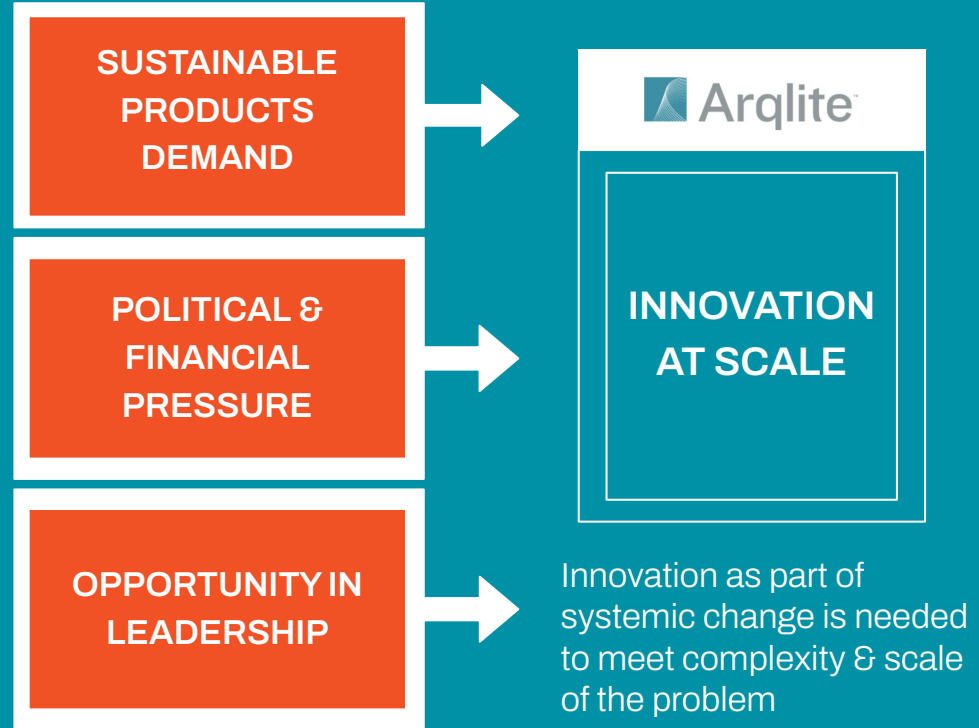 SUSTAINABLE
PRODUCTS
DEMAND
POLITICAL &
FINANCIAL
PRESSURE
OPPORTUNITY IN
LEADERSHIP
Arqlite™
INNOVATION
AT SCALE
Innovation as part of
systemic change is needed
to meet complexity & scale
of the problem